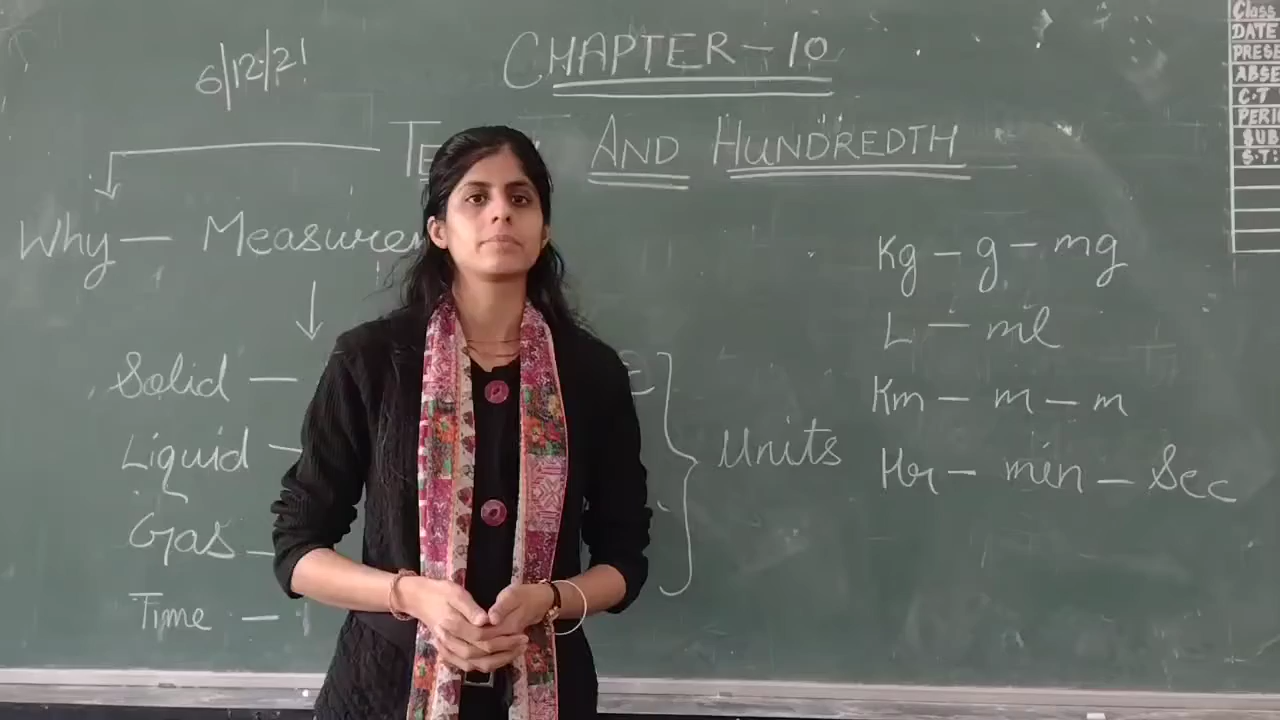 6/12/21
CHAPTER-10
AND HUNDREDTH
Why — Measurem
Solid —
Liquid —
Gas —
Time —
Units
Kg - g - mg
L - ml
Km - m - m
Hr - min - Sec
Class
DATE
PRESE
ABSE
C.T
PERI
SUB
S.T: